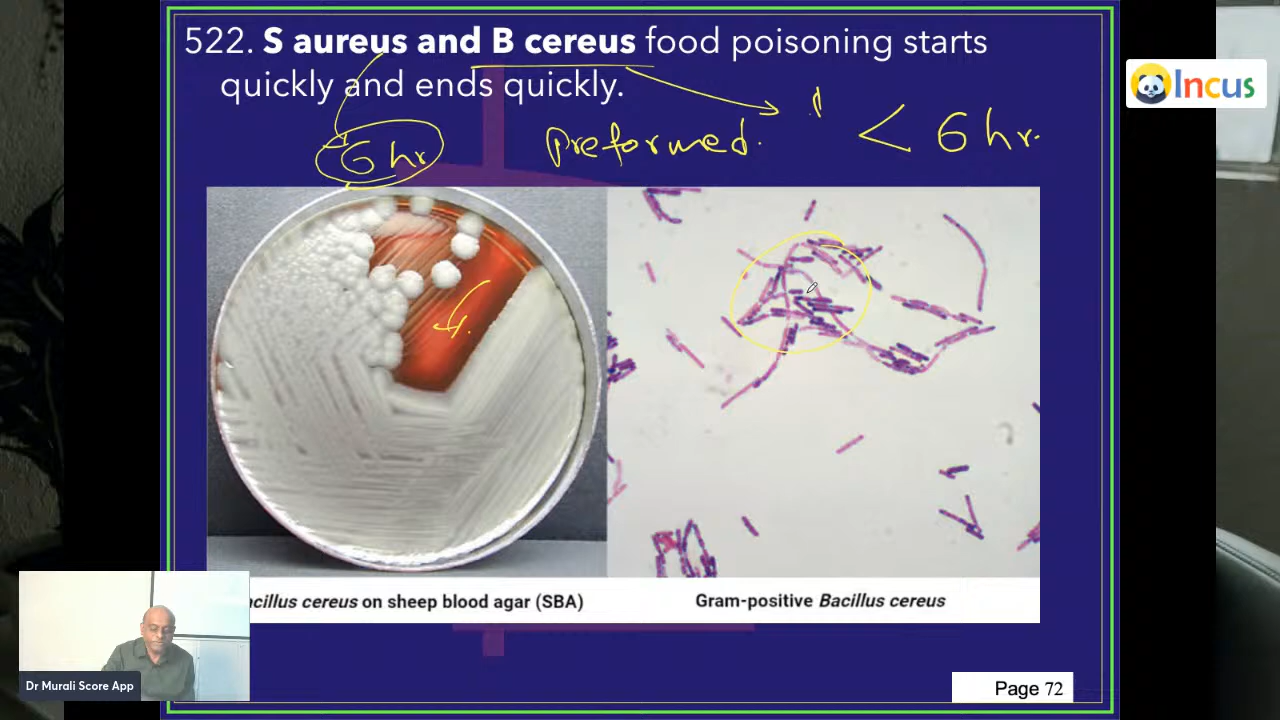 522. S aureus and B cereus food poisoning starts
quickly and ends quickly.
Incus
6 hr
Preformed.
< 6 hr.
acillus cereus on sheep blood agar (SBA)
Gram-positive Bacillus cereus
Dr Murali Score App
Page 72